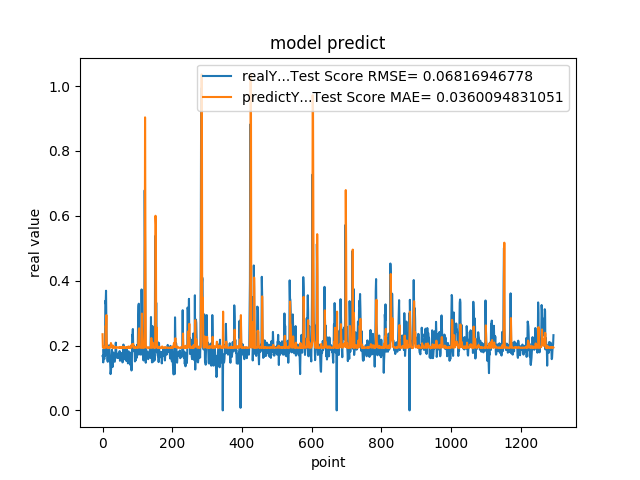 model predict
realY...Test Score RMSE= 0.06816946778
predictY...Test Score MAE= 0.0360094831051
1.0
0.8
0.6
0.4
0.2
0.0
real value
0 200 400 600 800 1000 1200
point